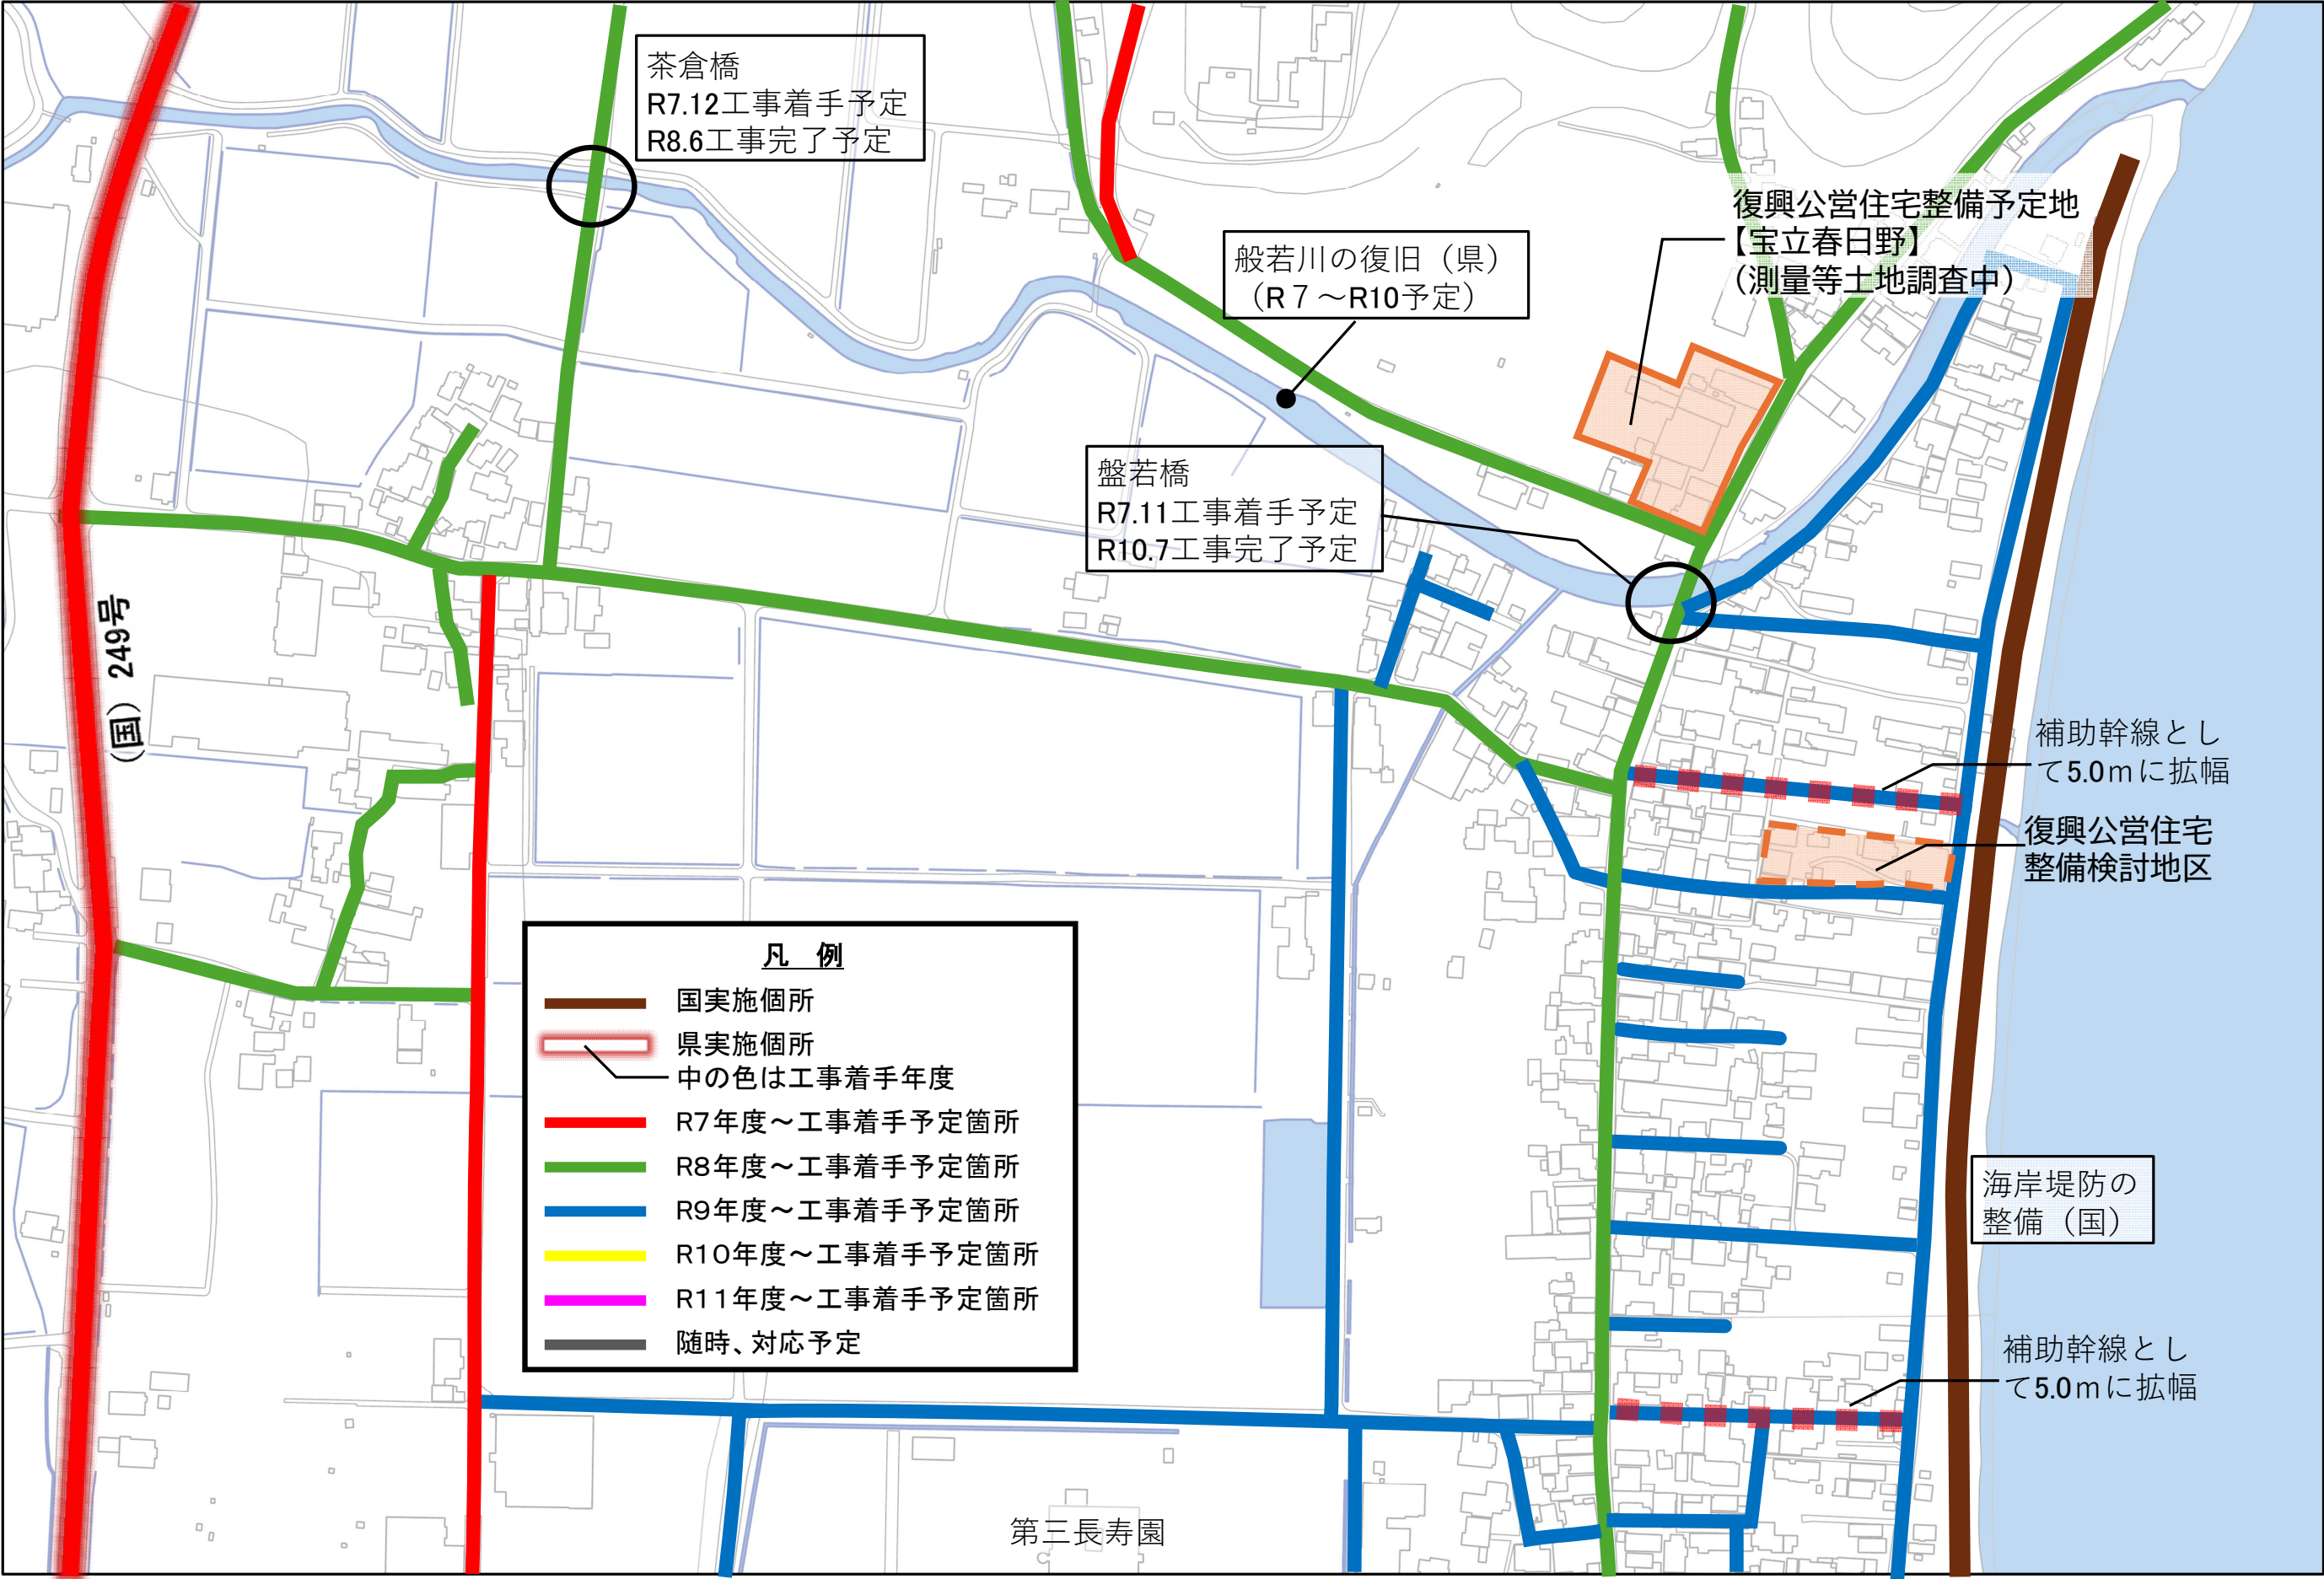 茶倉橋
R7.12工事着手予定
R8.6工事完了予定
復興公営住宅整備予定地
【宝立春日野】
（測量等土地調査中）
般若川の復旧（県）
（R７～R10予定）
盤若橋
R7.11工事着手予定
R10.7工事完了予定
（国）249号
補助幹線とし
て5.0ｍに拡幅
復興公営住宅
整備検討地区
凡　例
国実施個所
県実施個所
中の色は工事着手年度
R7年度～工事着手予定箇所
R8年度～工事着手予定箇所
R9年度～工事着手予定箇所
R10年度～工事着手予定箇所
R11年度～工事着手予定箇所
随時、対応予定
海岸堤防の
整備（国）
補助幹線とし
て5.0ｍに拡幅
第三長寿園